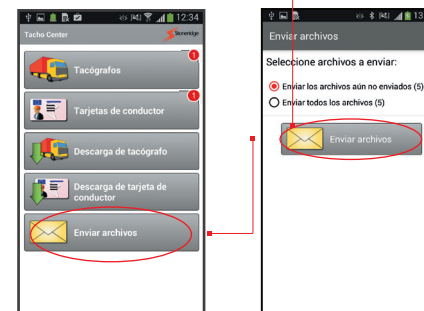 12:34
Tacho Center
Stoneridge
1
Tacógrafos
1
Tarjetas de conductor
Descarga de tacógrafo
Descarga de tarjeta de
conductor
Enviar archivos
13
Enviar archivos
Seleccione archivos a enviar:
Enviar los archivos aún no enviados (5)
Enviar todos los archivos (5)
Enviar archivos